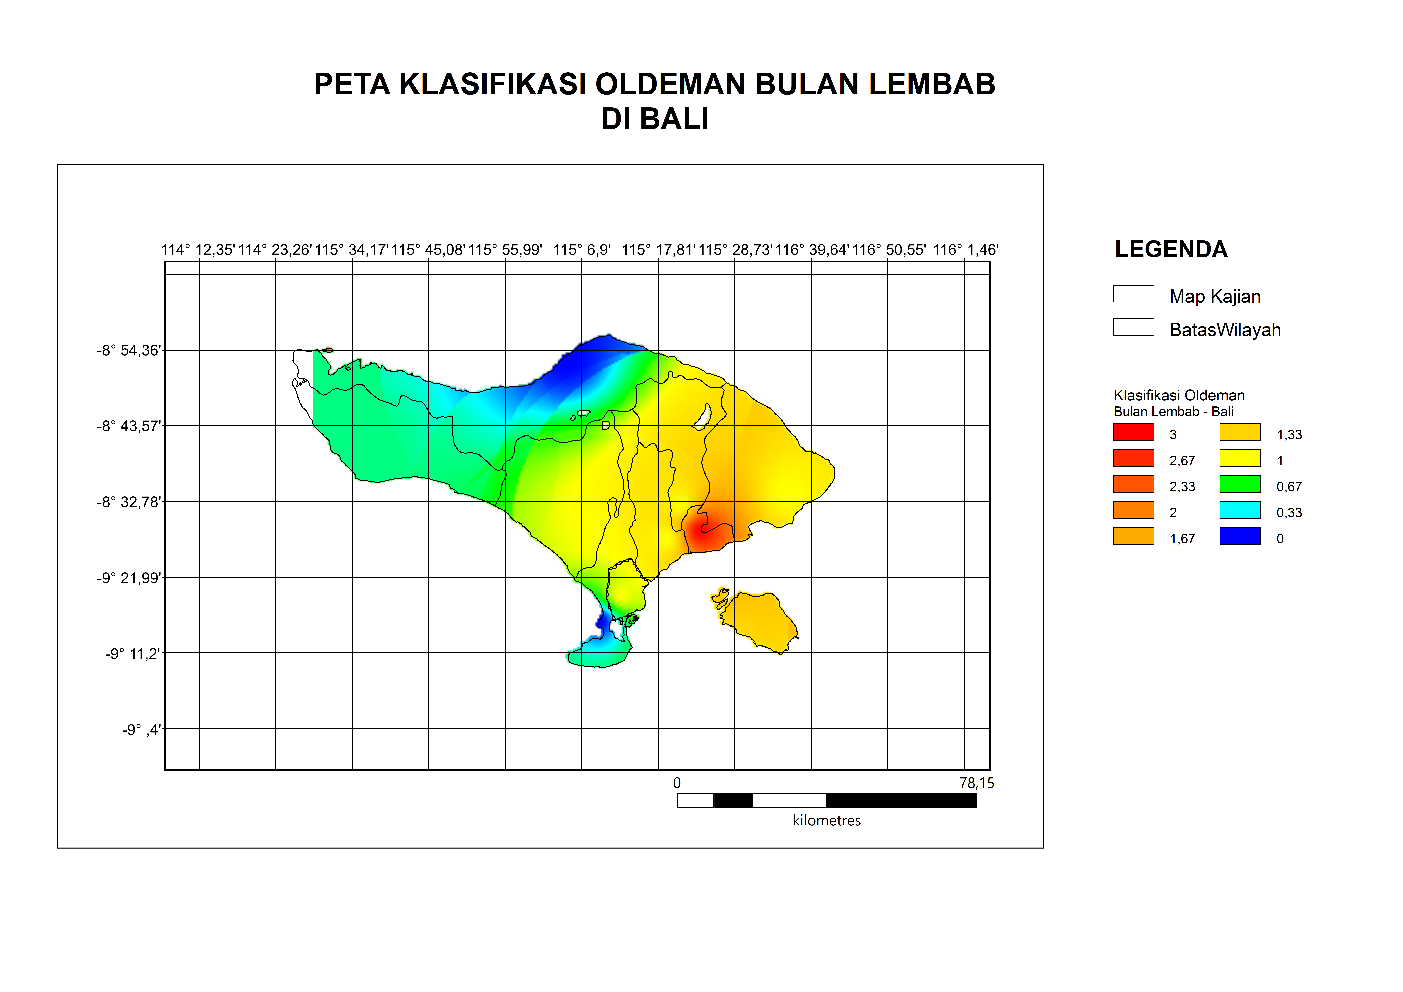 PETA KLASIFIKASI OLDEMAN BULAN LEMBAB
DI BALI
114° 12,35' 114° 23,26' 115° 34,17' 115° 45,08' 115° 55,99' 115° 6,9' 115° 17,81' 115° 28,73' 116° 39,64' 116° 50,55' 116° 1,46'
-8° 54,36'
-8° 43,57'
-8° 32,78'
-9° 21,99'
-9° 11,2'
-9° ,4'
0 78,15
kilometres
LEGENDA
Map Kajian
BatasWilayah
Klasifikasi Oldeman
Bulan Lembab - Bali
3 1,33
2,67 1
2,33 0,67
2 0,33
1,67 0